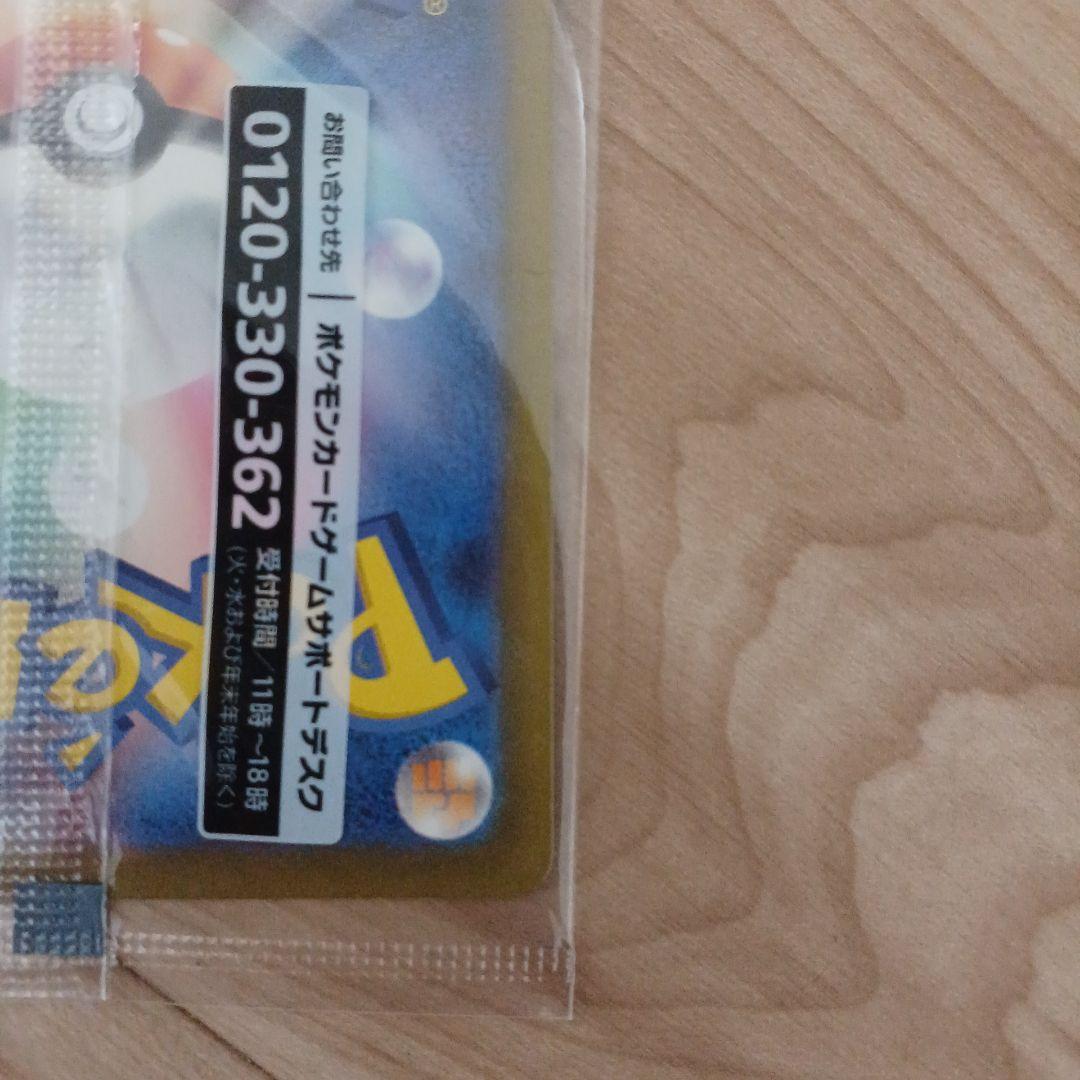 ®
お問い合わせ先 | ポケモンカードゲームサポートデスク
0120-330-362 受付時間／11時～18時
(火・水および年末年始を除く)
Poké